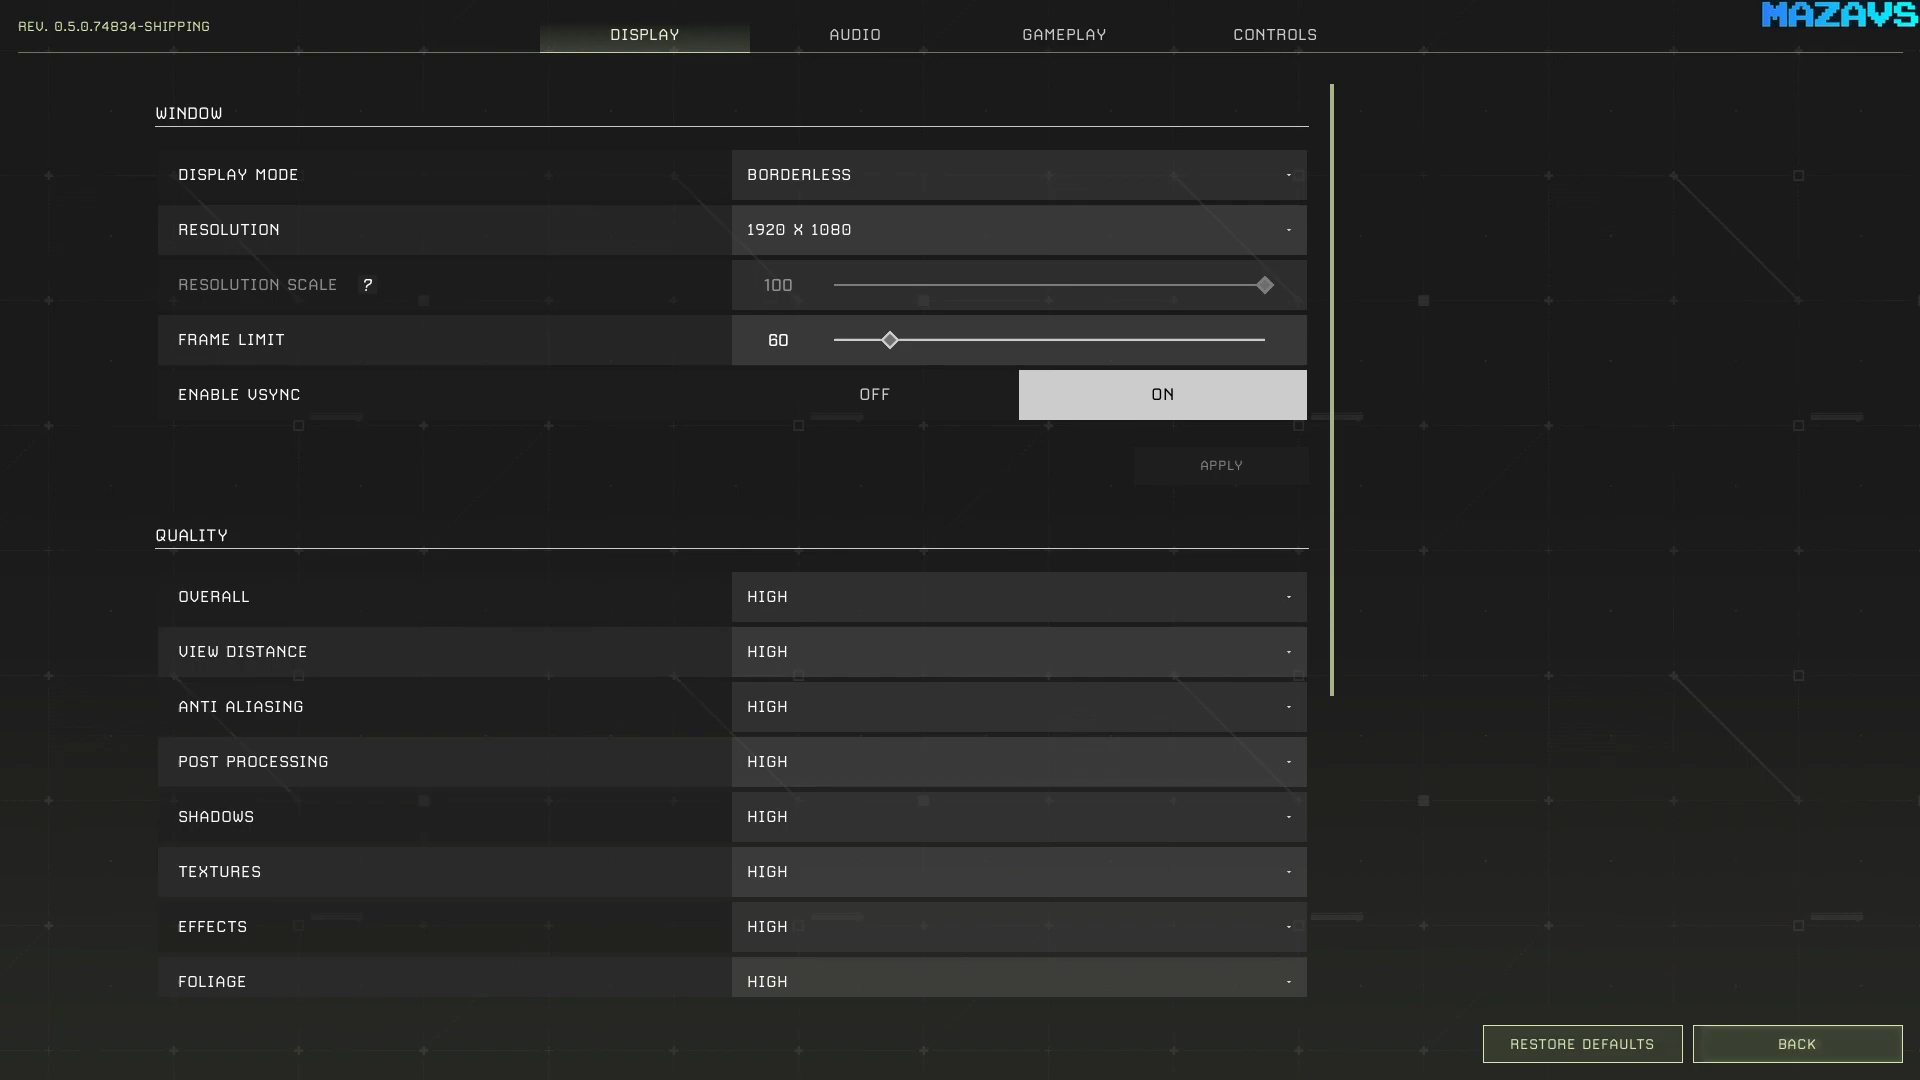 REV. 0.5.0.74834-SHIPPING
DISPLAY
AUDIO
GAMEPLAY
CONTROLS
MAZAVS
WINDOW
DISPLAY MODE
BORDERLESS
RESOLUTION
1920 X 1080
RESOLUTION SCALE ?
100
FRAME LIMIT
60
ENABLE VSYNC
OFF
ON
APPLY
QUALITY
OVERALL
HIGH
VIEW DISTANCE
HIGH
ANTI ALIASING
HIGH
POST PROCESSING
HIGH
SHADOWS
HIGH
TEXTURES
HIGH
EFFECTS
HIGH
FOLIAGE
HIGH
RESTORE DEFAULTS
BACK